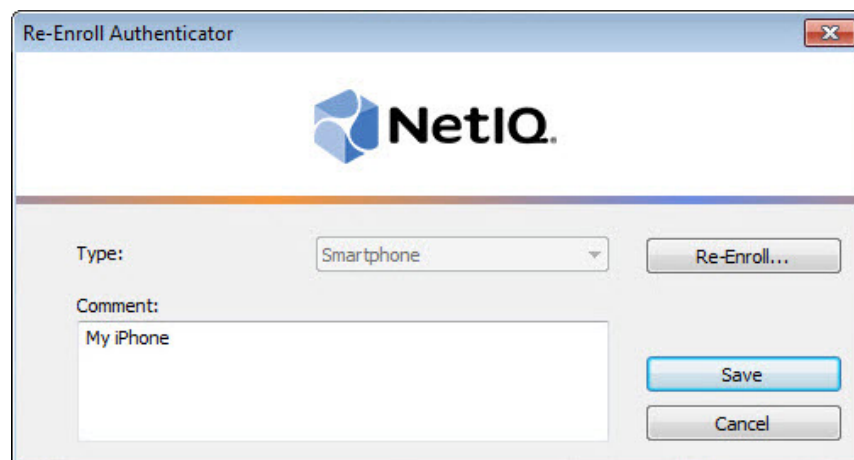 Re-Enroll Authenticator
NetIQ.
Type:
Smartphone
Re-Enroll...
Comment:
My iPhone
Save
Cancel